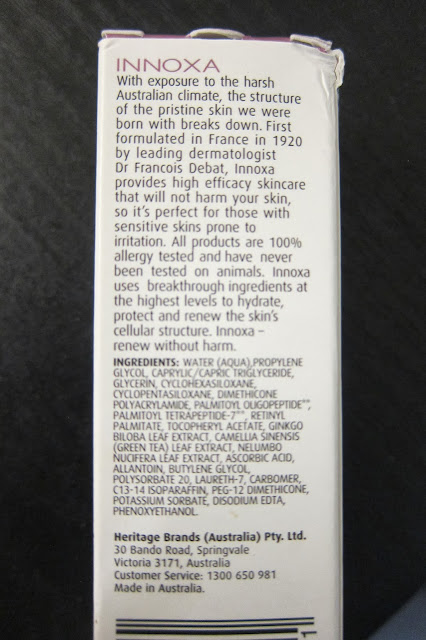 INNOXA
With exposure to the harsh
Australian climate, the structure
of the pristine skin we were
born with breaks down. First
formulated in France in 1920
by leading dermatologist
Dr Francois Debat, Innoxa
provides high efficacy skincare
that will not harm your skin,
so it's perfect for those with
sensitive skins prone to
irritation. All products are 100%
allergy tested and have never
been tested on animals. Innoxa
uses breakthrough ingredients at
the highest levels to hydrate,
protect and renew the skin's
cellular structure. Innoxa –
renew without harm.
INGREDIENTS: WATER (AQUA),PROPYLENE
GLYCOL, CAPRYLIC/CAPRIC TRIGLYCERIDE,
GLYCERIN, CYCLOHEXASILOXANE,
CYCLOPENTASILOXANE, DIMETHICONE
POLYACRYLAMIDE, PALMITOYL OLIGOPEPTIDE**,
PALMITOYL TETRAPEPTIDE-7**, RETINYL
PALMITATE, TOCOPHERYL ACETATE, GINKGO
BILOBA LEAF EXTRACT, CAMELLIA SINENSIS
(GREEN TEA) LEAF EXTRACT, NELUMBO
NUCIFERA LEAF EXTRACT, ASCORBIC ACID,
ALLANTOIN, BUTYLENE GLYCOL,
POLYSORBATE 20, LAURETH-7, CARBOMER,
C13-14 ISOPARAFFIN, PEG-12 DIMETHICONE,
POTASSIUM SORBATE, DISODIUM EDTA,
PHENOXYETHANOL.
Heritage Brands (Australia) Pty. Ltd.
30 Bando Road, Springvale
Victoria 3171, Australia
Customer Service: 1300 650 981
Made in Australia.
1